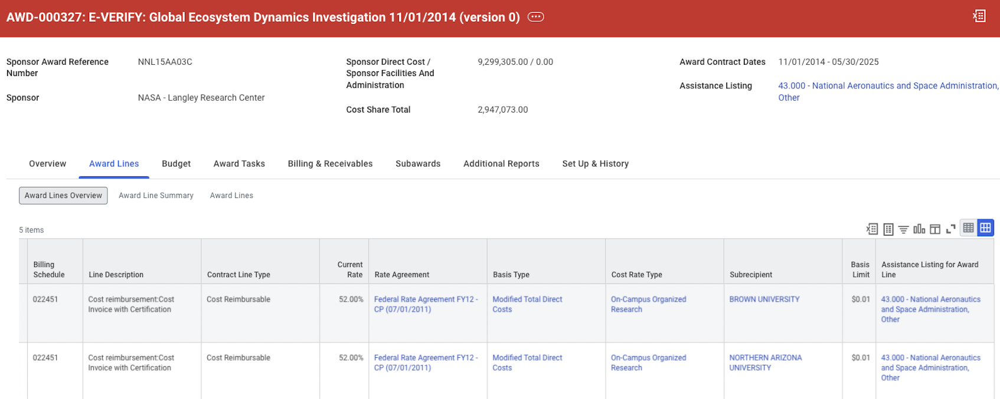 AWD-000327: E-VERIFY: Global Ecosystem Dynamics Investigation 11/01/2014 (version 0)
Sponsor Award Reference
Number
NNL15AA03C
Sponsor
NASA - Langley Research Center
Sponsor Direct Cost /
Sponsor Facilities And
Administration
9,299,305.00 / 0.00
Cost Share Total
2,947,073.00
Award Contract Dates
11/01/2014 - 05/30/2025
Assistance Listing
43.000 - National Aeronautics and Space Administration,
Other
Overview
Award Lines
Budget
Award Tasks
Billing & Receivables
Subawards
Additional Reports
Set Up & History
Award Lines Overview
Award Line Summary
Award Lines
5 items
Billing
Schedule
Line Description
Contract Line Type
Current
Rate
Rate Agreement
Basis Type
Cost Rate Type
Subrecipient
Basis
Limit
Assistance Listing for Award
Line
022451
Cost reimbursement:Cost
Invoice with Certification
Cost Reimbursable
52.00%
Federal Rate Agreement FY12 -
CP (07/01/2011)
Modified Total Direct
Costs
On-Campus Organized
Research
BROWN UNIVERSITY
$0.01
43.000 - National Aeronautics
and Space Administration,
Other
022451
Cost reimbursement:Cost
Invoice with Certification
Cost Reimbursable
52.00%
Federal Rate Agreement FY12 -
CP (07/01/2011)
Modified Total Direct
Costs
On-Campus Organized
Research
NORTHERN ARIZONA
UNIVERSITY
$0.01
43.000 - National Aeronautics
and Space Administration,
Other